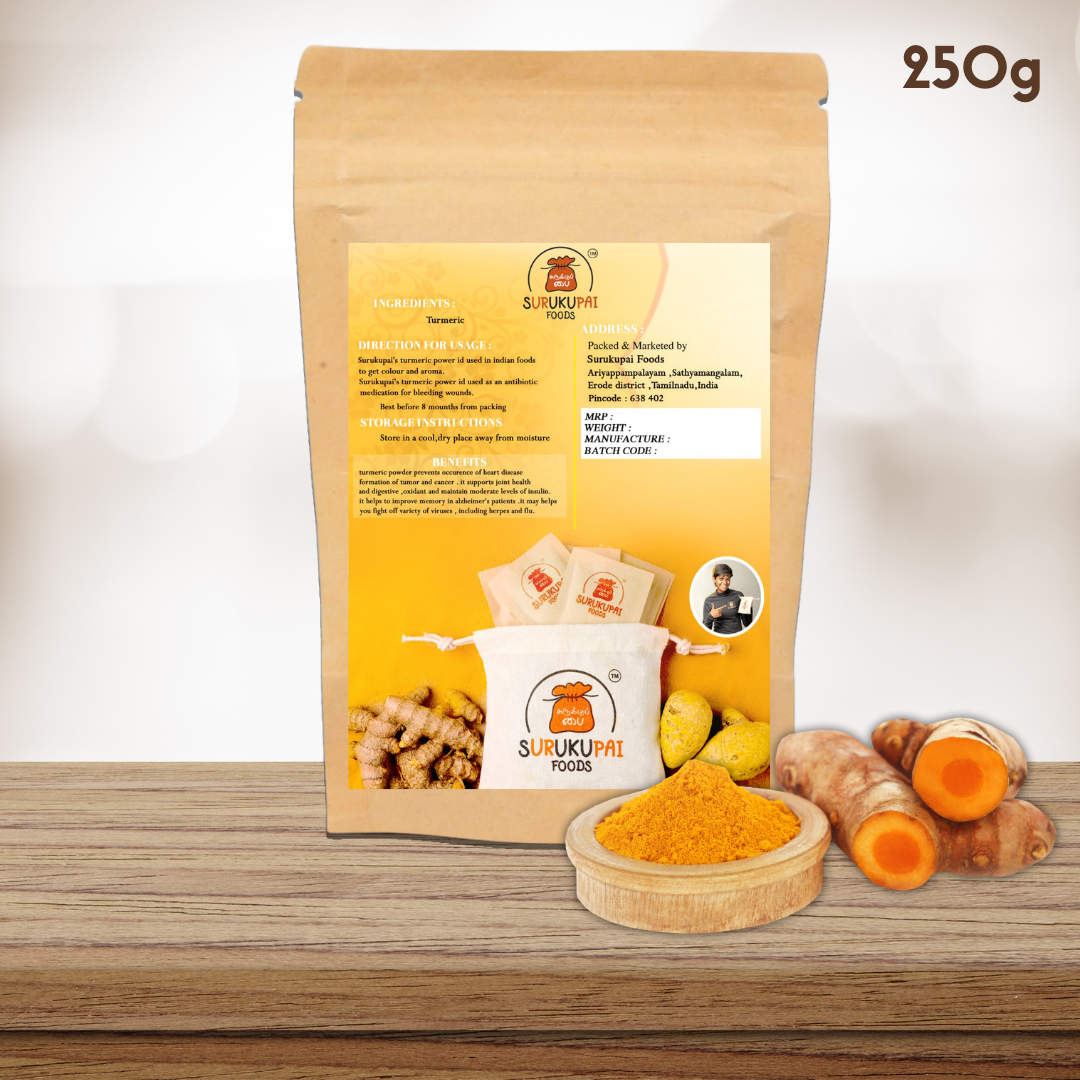 250g
TM
சுருக்குப்
பை
SURUKUPAI
FOODS
INGREDIENTS :
Turmeric
DIRECTION FOR USAGE :
Surukupai's turmeric power id used in indian foods
to get colour and aroma.
Surukupai's turmeric power id used as an antibiotic
medication for bleeding wounds.
Best before 8 mounths from packing
STORAGE INSTRUCTIONS
Store in a cool,dry place away from moisture
BENEFITS
turmeric powder prevents occurence of heart disease
formation of tumor and cancer . it supports joint health
and digestive ,oxidant and maintain moderate levels of insulin.
it helps to improve memory in alzheimer's patients .it may helps
you fight off variety of viruses , including herpes and flu.
ADDRESS :
Packed & Marketed by
Surukupai Foods
Ariyappampalayam ,Sathyamangalam,
Erode district ,Tamilnadu,India
Pincode : 638 402
MRP :
WEIGHT :
MANUFACTURE :
BATCH CODE :
SURUKUPAI
FOODS
SURUKUPAI
FOODS
TM
சுருக்குப்
பை
SURUKUPAI
FOODS